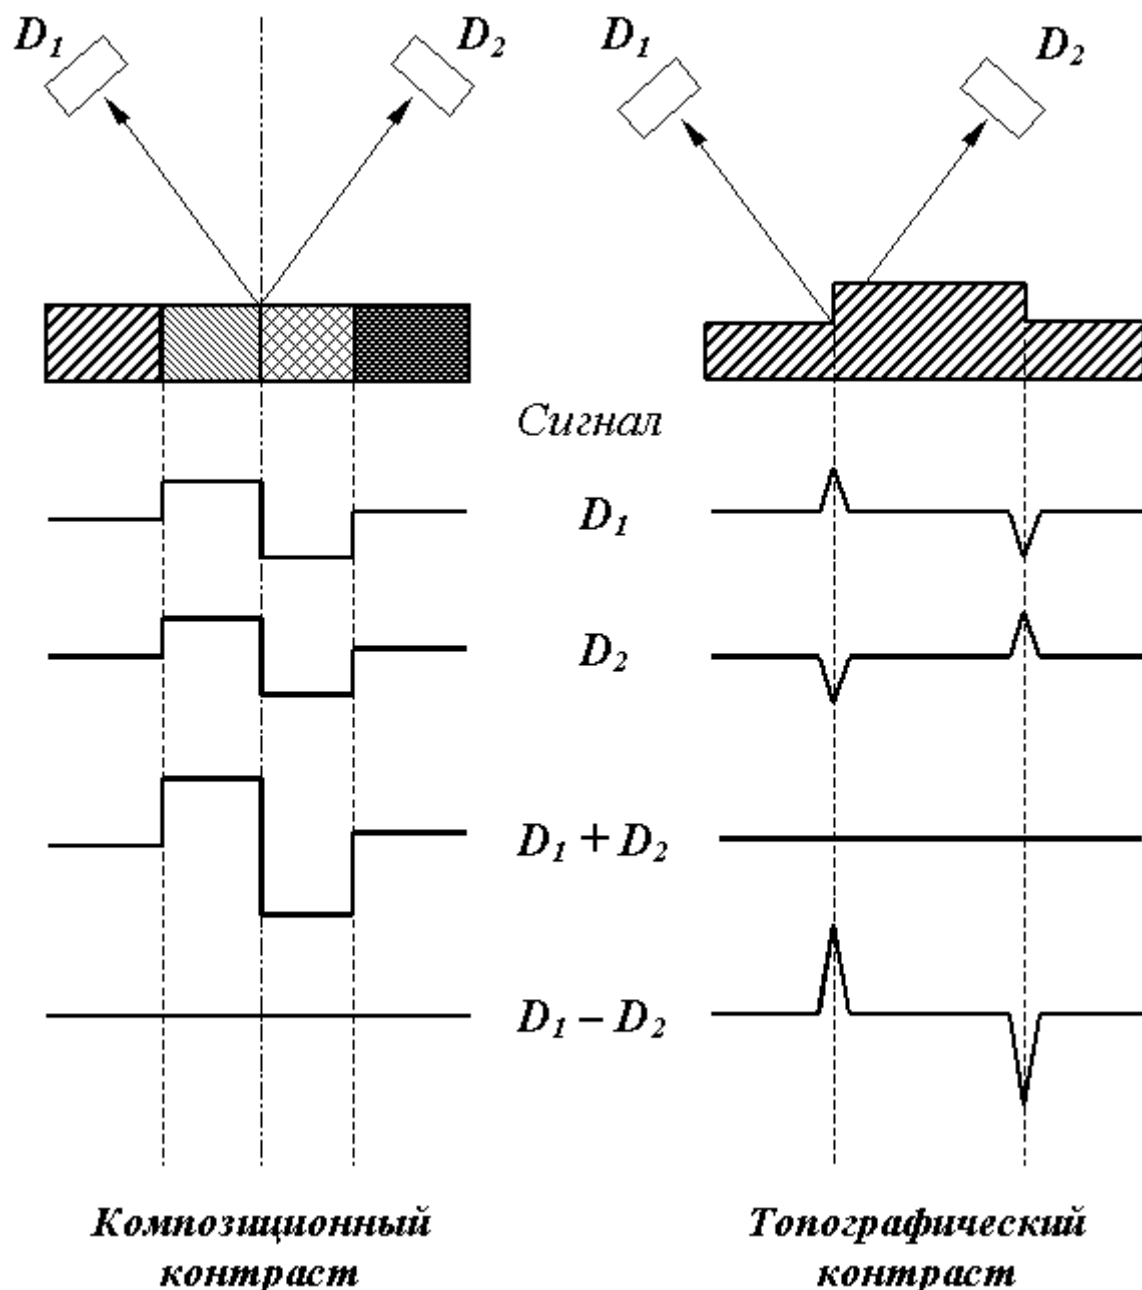 D₁ D₂ D₁ D₂
Сигнал
D₁
D₂
D₁ + D₂
D₁ − D₂
Композиционный
контраст
Топографический
контраст